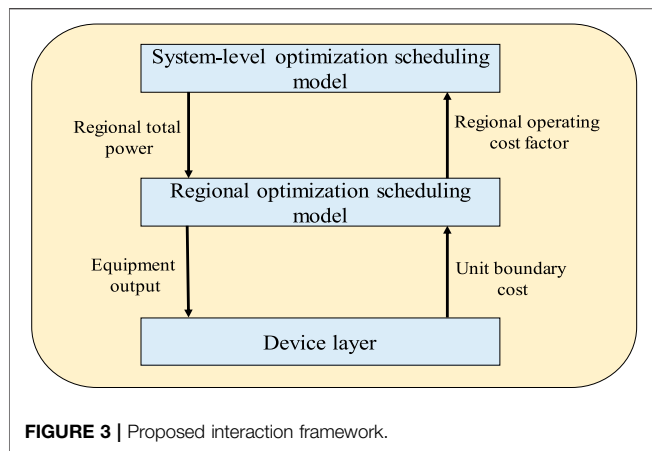 System-level optimization scheduling
model
Regional total
power
Regional operating
cost factor
Regional optimization scheduling
model
Equipment
output
Unit boundary
cost
Device layer
FIGURE 3 | Proposed interaction framework.